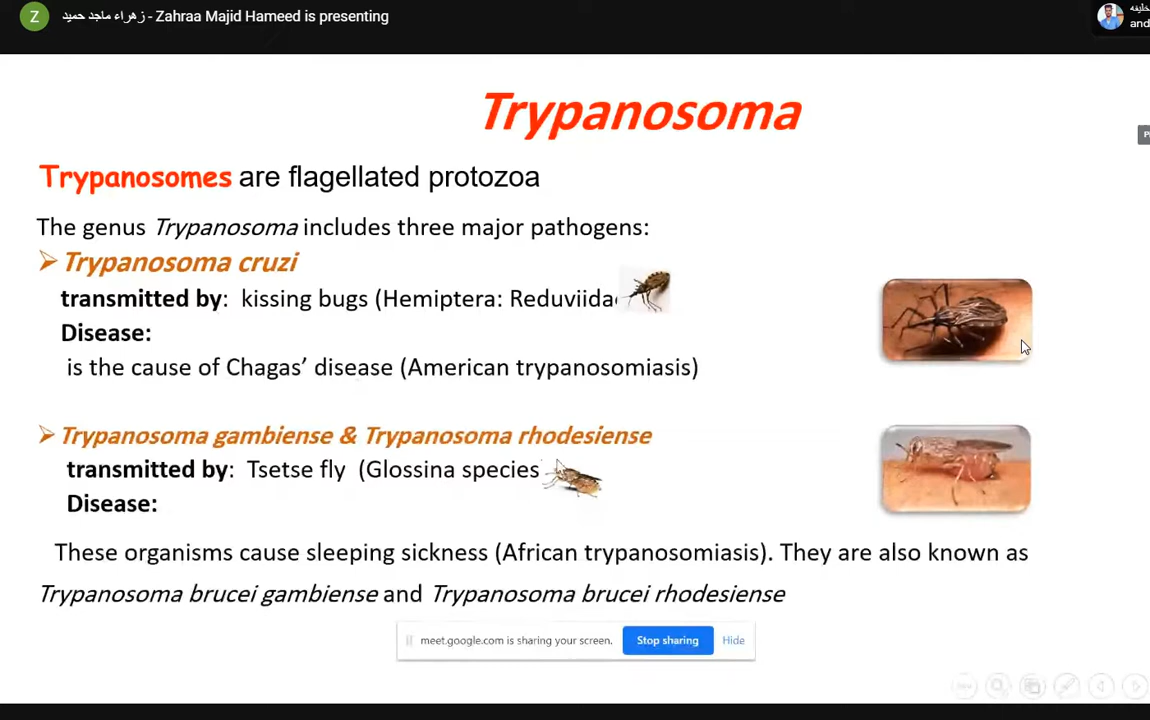 Z زهراء ماجد حميد - Zahraa Majid Hameed is presenting
خليفه
and
Trypanosoma
Trypanosomes are flagellated protozoa
The genus Trypanosoma includes three major pathogens:
Trypanosoma cruzi
transmitted by: kissing bugs (Hemiptera: Reduviidae
Disease:
is the cause of Chagas’ disease (American trypanosomiasis)
Trypanosoma gambiense & Trypanosoma rhodesiense
transmitted by: Tsetse fly (Glossina species
Disease:
These organisms cause sleeping sickness (African trypanosomiasis). They are also known as
Trypanosoma brucei gambiense and Trypanosoma brucei rhodesiense
meet.google.com is sharing your screen. Stop sharing Hide